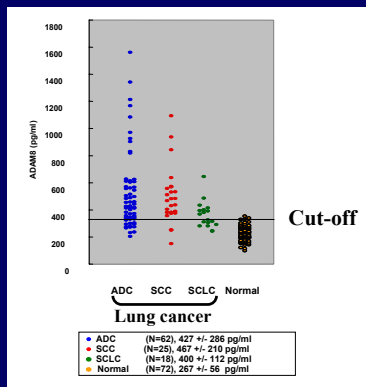 1800
1600
1400
1200
1000
800
600
400
200
0
ADAM8 (pg/ml)
Cut-off
ADC SCC SCLC Normal
Lung cancer
ADC (N=62), 427 +/- 286 pg/ml
SCC (N=25), 467 +/- 210 pg/ml
SCLC (N=18), 400 +/- 112 pg/ml
Normal (N=72), 267 +/- 56 pg/ml